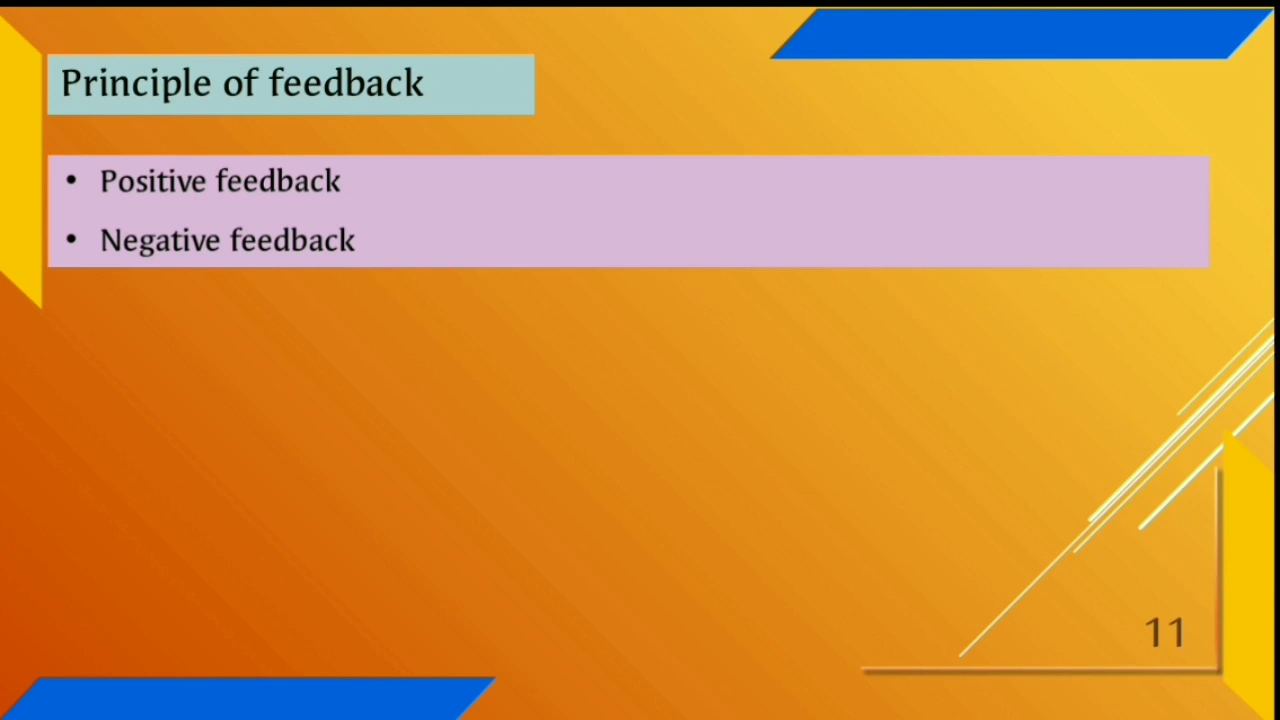 Principle of feedback
• Positive feedback
• Negative feedback
11